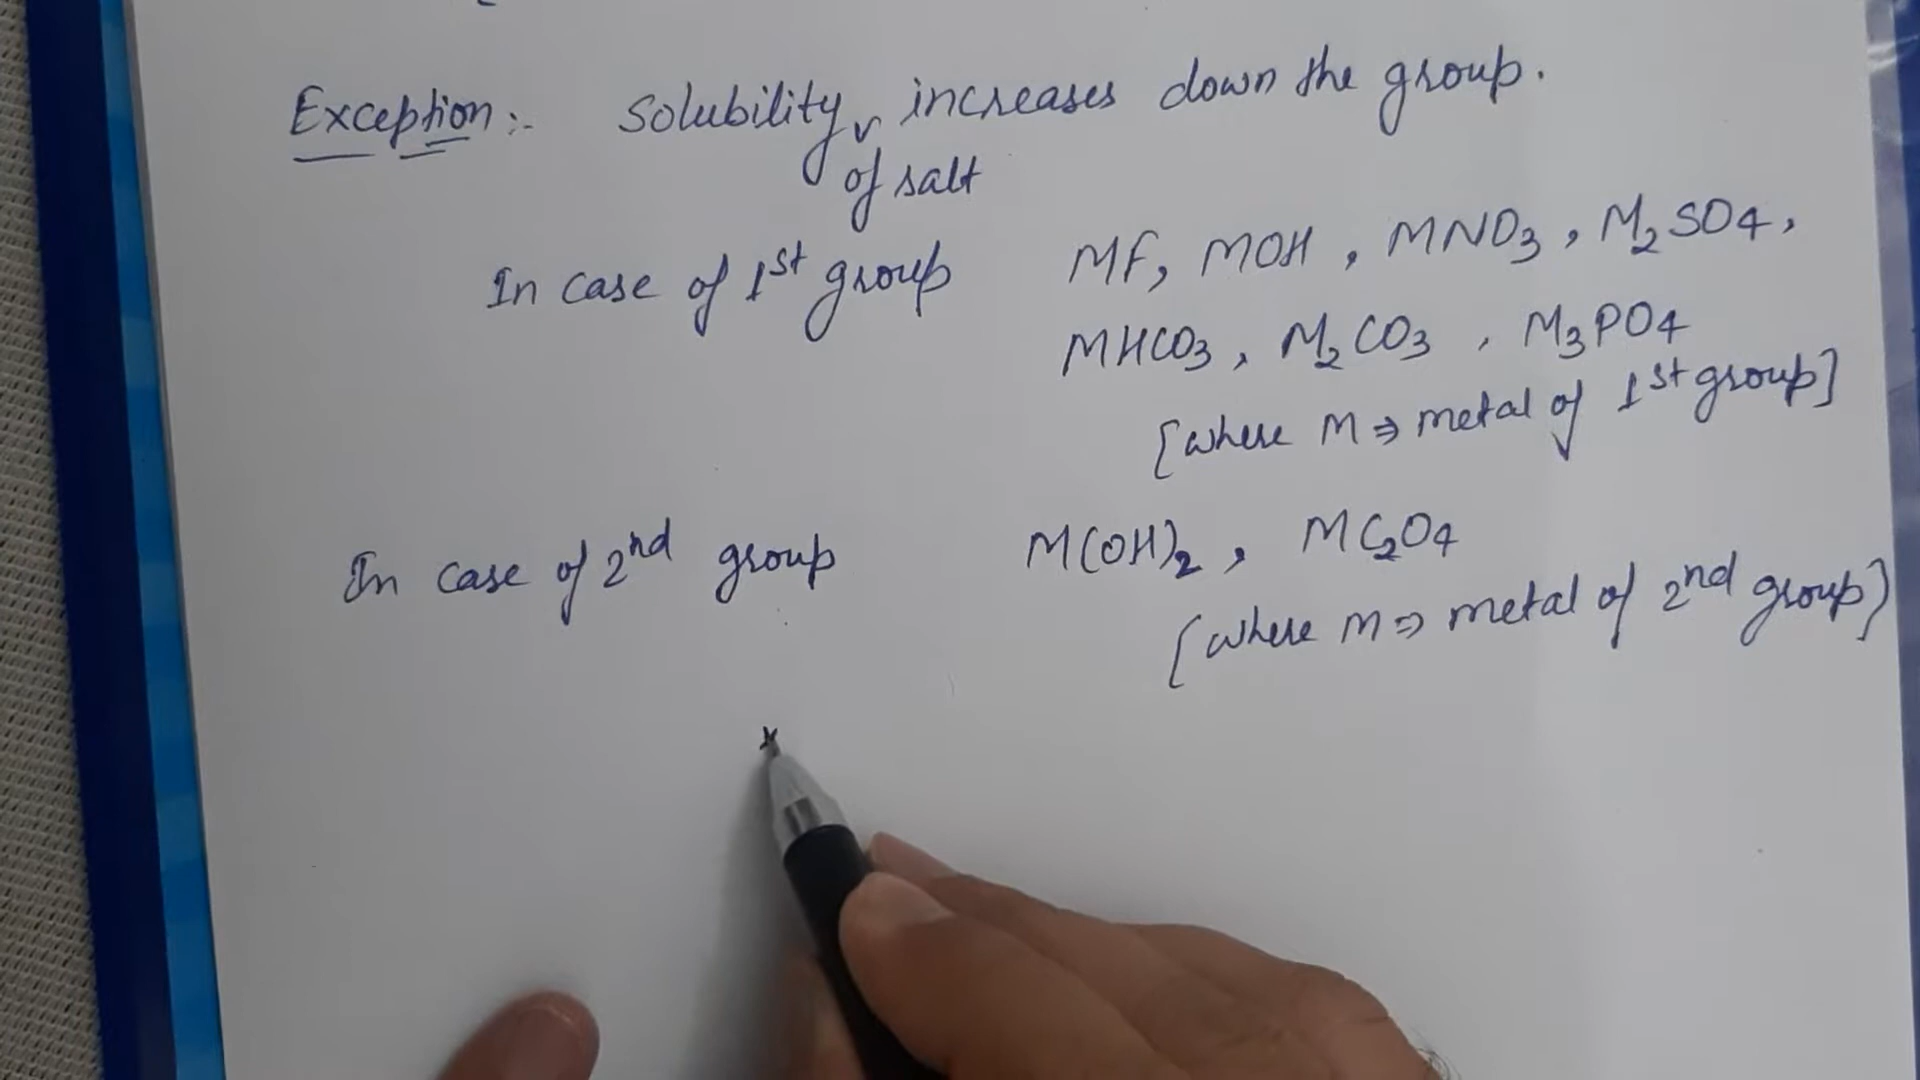 Exception :- Solubility increases down the group.
of salt
In case of 1st group MF, MOH, MNO3, M2SO4,
MHCO3, M2CO3, M3PO4
[where M ⇒ metal of 1st group]
In case of 2nd group M(OH)2, MC2O4
[where M ⇒ metal of 2nd group]